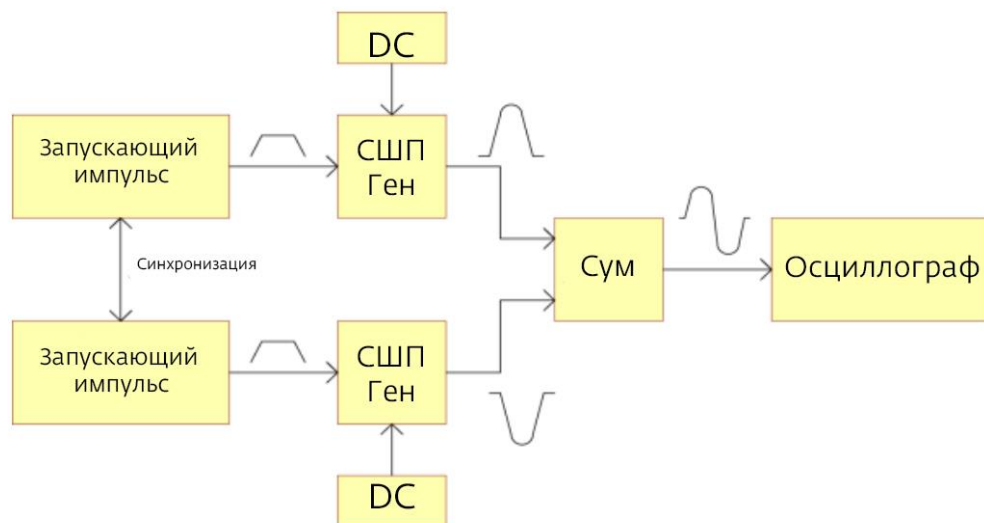 DC
Запускающий
импульс
СШП
Ген
Синхронизация
Сум
Осциллограф
Запускающий
импульс
СШП
Ген
DC